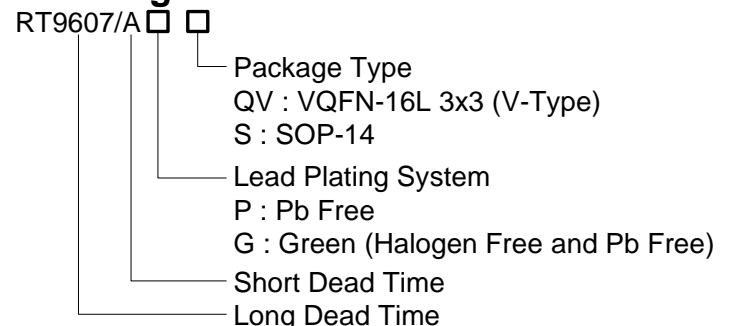 RT9607/A
Package Type
QV : VQFN-16L 3x3 (V-Type)
S : SOP-14
Lead Plating System
P : Pb Free
G : Green (Halogen Free and Pb Free)
Short Dead Time
Long Dead Time